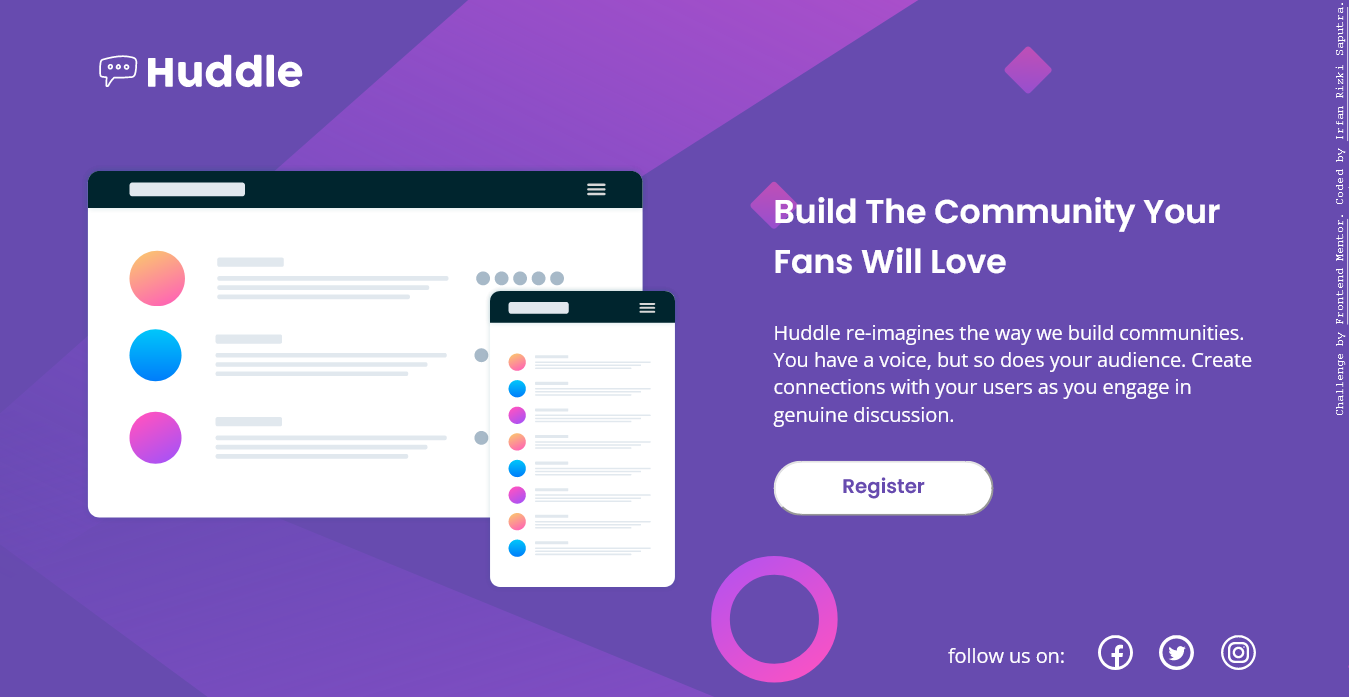 Huddle
Build The Community Your
Fans Will Love
Huddle re-imagines the way we build communities.
You have a voice, but so does your audience. Create
connections with your users as you engage in
genuine discussion.
Register
follow us on:
Challenge by Frontend Mentor. Coded by Irfan Rizki Saputra.